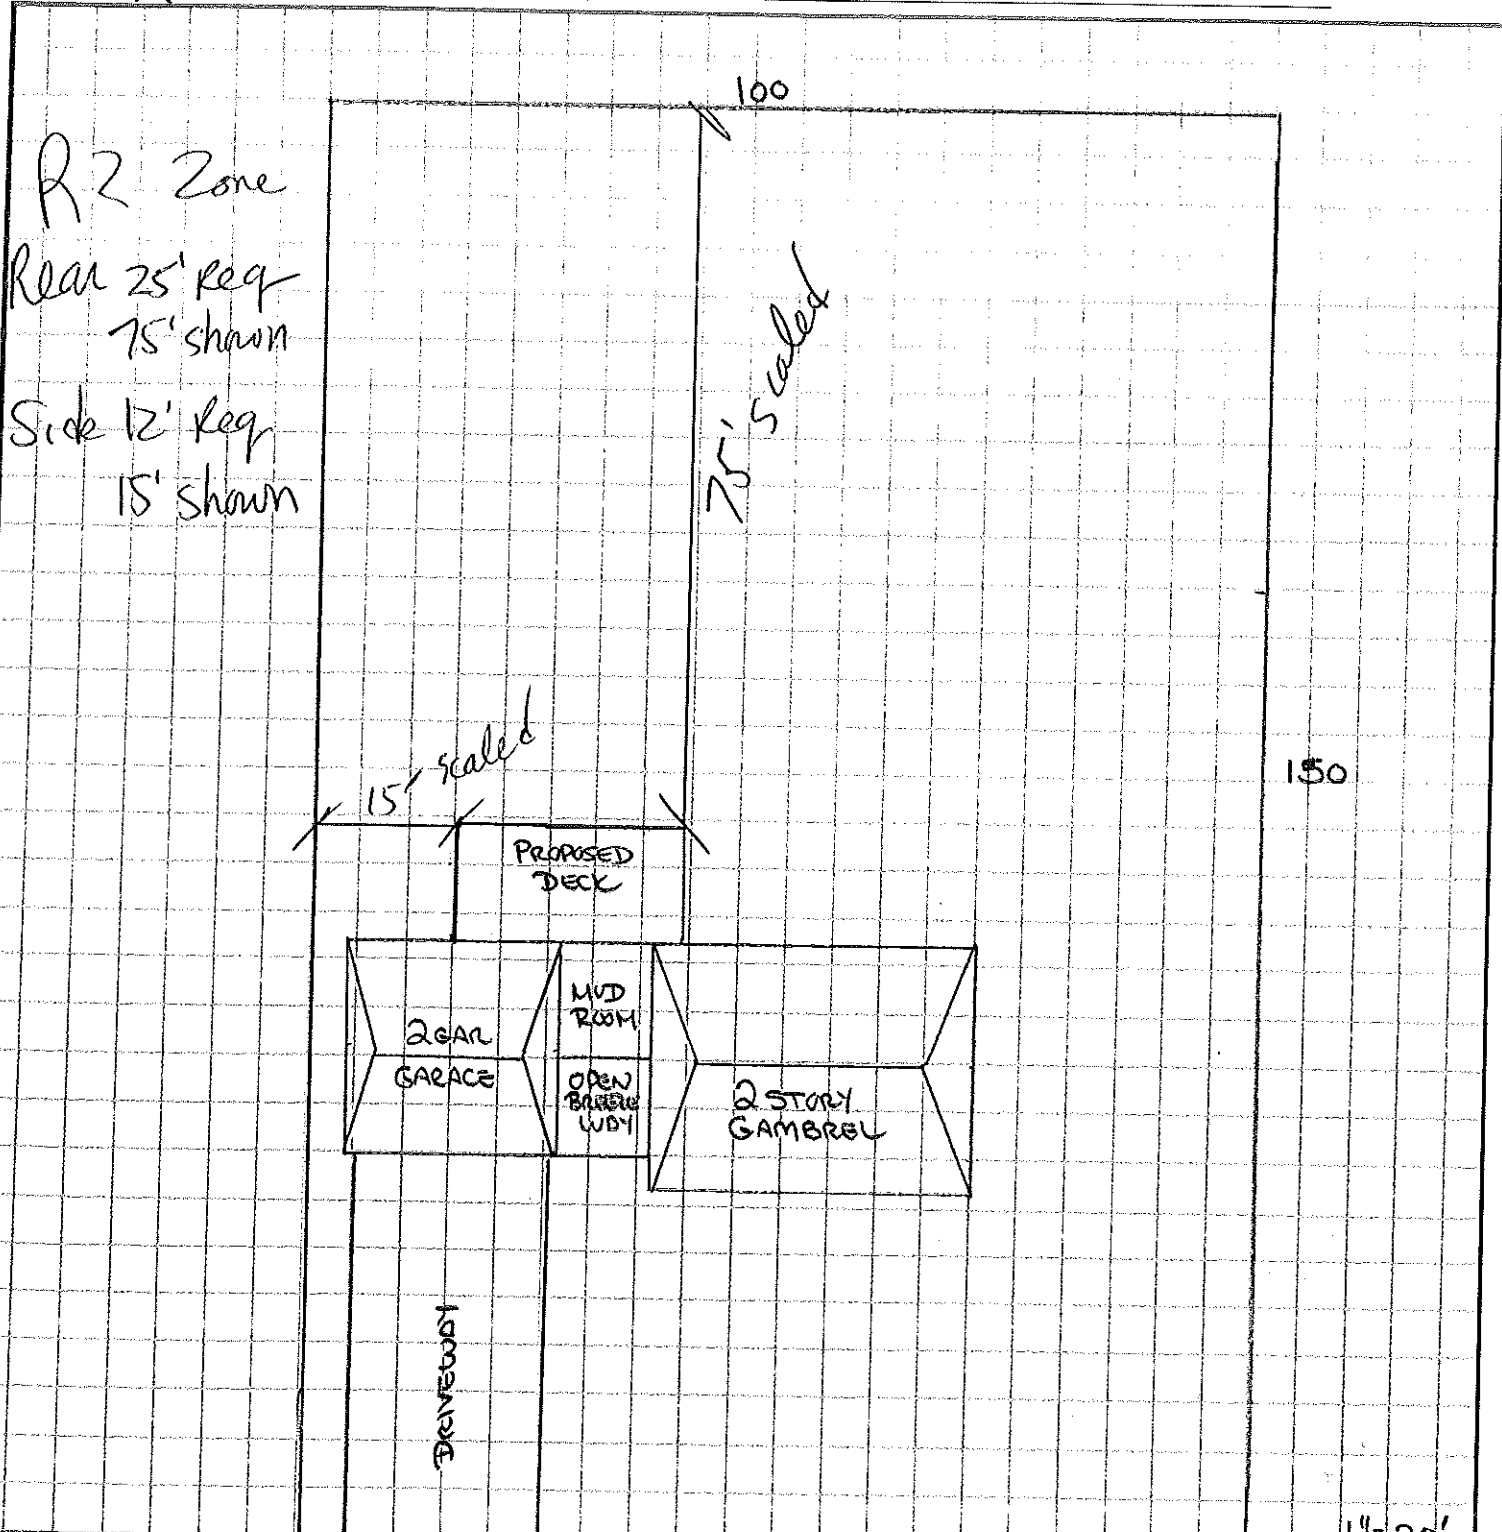 100
R2 Zone
Rear 25' Req
75' shown
Side 12' Req
15' shown
75' scaled
15' scaled
150
PROPOSED
DECK
MUD
ROOM
2 CAR
GARAGE
OPEN
BREEZE
WAY
2 STORY
GAMBREL
DRIVEWAY